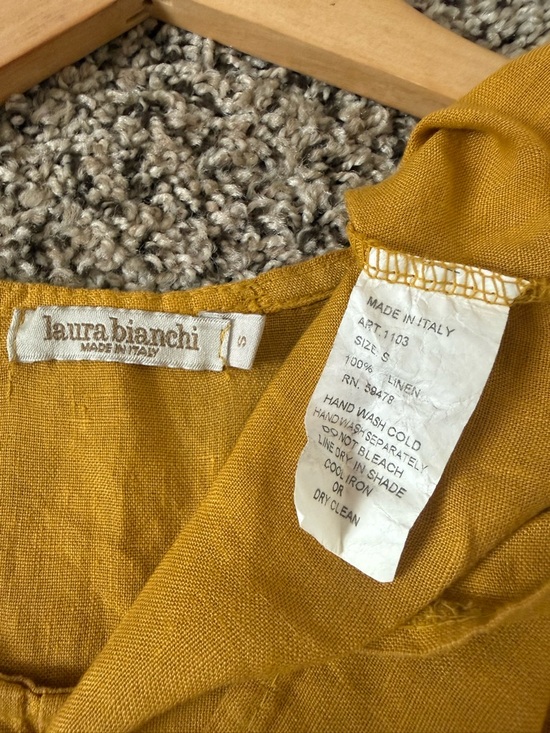 laura bianchi
MADE IN ITALY
S
MADE IN ITALY
ART.1103
SIZE S
100% LINEN
RN. 59478
HAND WASH COLD
HAND WASH SEPARATELY
DO NOT BLEACH
LINE DRY IN SHADE
COOL IRON
OR
DRY CLEAN